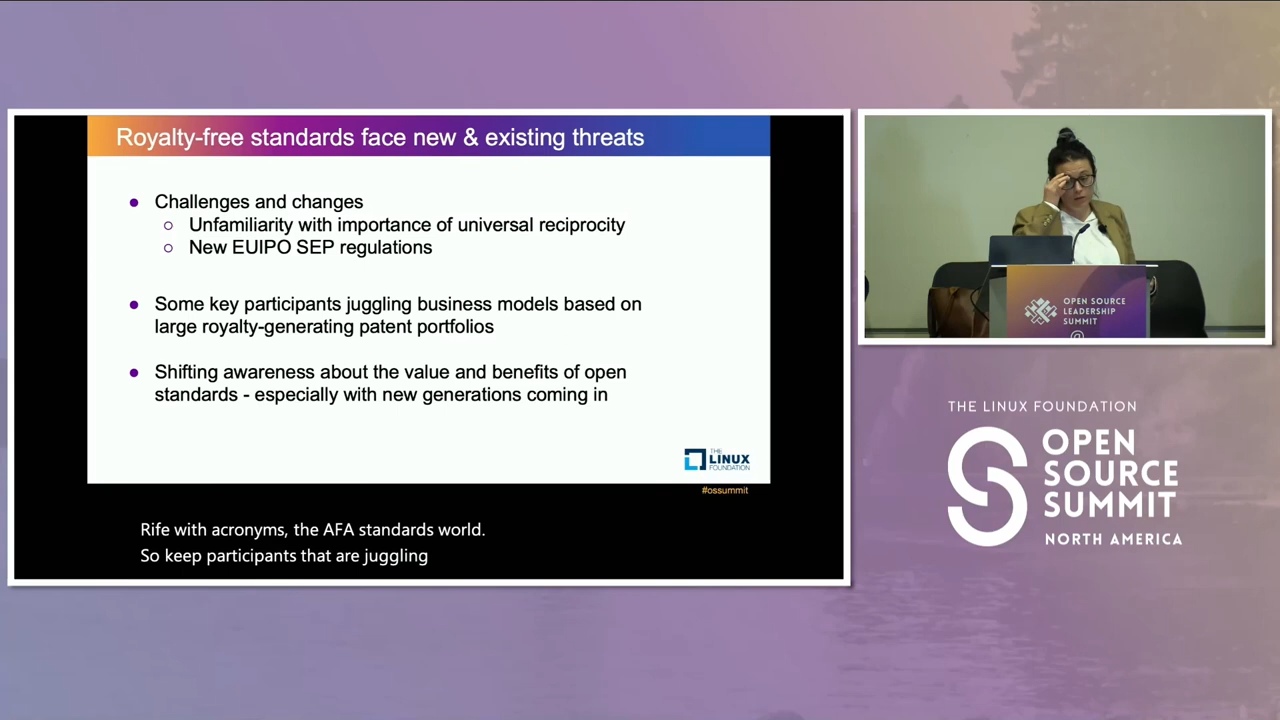 Royalty-free standards face new & existing threats
● Challenges and changes
○ Unfamiliarity with importance of universal reciprocity
○ New EUIPO SEP regulations
● Some key participants juggling business models based on
large royalty-generating patent portfolios
● Shifting awareness about the value and benefits of open
standards - especially with new generations coming in
THE
LINUX
FOUNDATION
#ossummit
Rife with acronyms, the AFA standards world.
So keep participants that are juggling
OPEN SOURCE
LEADERSHIP
SUMMIT
@
THE LINUX FOUNDATION
OPEN
SOURCE
SUMMIT
NORTH AMERICA